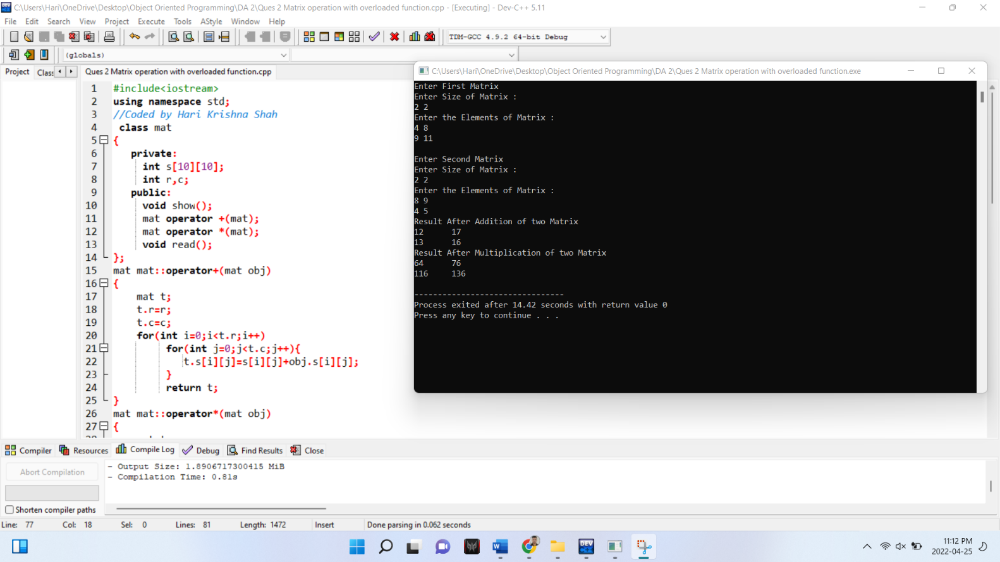 C:\Users\Hari\OneDrive\Desktop\Object Oriented Programming\DA 2\Ques 2 Matrix operation with overloaded function.cpp - [Executing] - Dev-C++ 5.11
File Edit Search View Project Execute Tools AStyle Window Help
TDM-GCC 4.9.2 64-bit Debug
(globals)
Project Clas Ques 2 Matrix operation with overloaded function.cpp
1 #include<iostream>
2 using namespace std;
3 //Coded by Hari Krishna Shah
4 class mat
5 {
6 private:
7 int s[10][10];
8 int r,c;
9 public:
10 void show();
11 mat operator +(mat);
12 mat operator *(mat);
13 void read();
14 };
15 mat mat::operator+(mat obj)
16 {
17 mat t;
18 t.r=r;
19 t.c=c;
20 for(int i=0;i<t.r;i++)
21 for(int j=0;j<t.c;j++){
22 t.s[i][j]=s[i][j]+obj.s[i][j];
23 }
24 return t;
25 }
26 mat mat::operator*(mat obj)
27 {
C:\Users\Hari\OneDrive\Desktop\Object Oriented Programming\DA 2\Ques 2 Matrix operation with overloaded function.exe
Enter First Matrix
Enter Size of Matrix :
2 2
Enter the Elements of Matrix :
4 8
9 11
Enter Second Matrix
Enter Size of Matrix :
2 2
Enter the Elements of Matrix :
8 9
4 5
Result After Addition of two Matrix
12 17
13 16
Result After Multiplication of two Matrix
64 76
116 136
--------------------------------
Process exited after 14.42 seconds with return value 0
Press any key to continue . . .
Compiler Resources Compile Log Debug Find Results Close
Abort Compilation
Shorten compiler paths
- Output Size: 1.8906717300415 MiB
- Compilation Time: 0.81s
Line: 77 Col: 18 Sel: 0 Lines: 81 Length: 1472 Insert Done parsing in 0.062 seconds
DEV
11:12 PM
2022-04-25